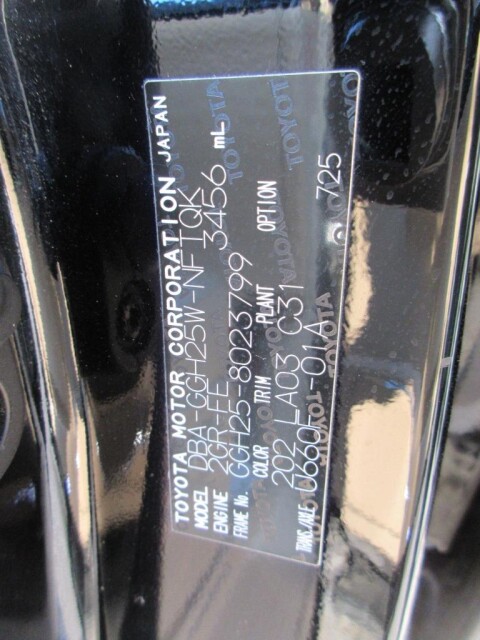 TOYOTA MOTOR CORPORATION JAPAN
MODEL DBA-GGH25W-NFTQK
ENGINE 2GR-FE 3456 mL
FRAME No. GGH25-8023799
COLOR TRIM PLANT OPTION
202 LA03 C31 725
TRANS./AXLE U660F-01A